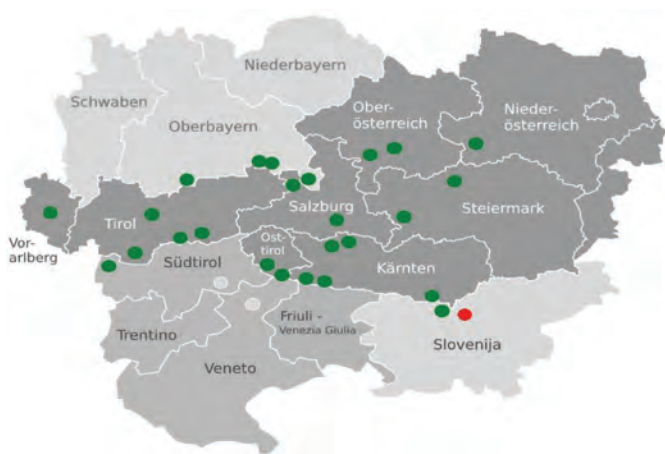 Niederbayern
Schwaben
Ober-
österreich
Nieder-
österreich
Oberbayern
Tirol
Salzburg
Steiermark
Vor-
arlberg
Ost-
tirol
Südtirol
Kärnten
Friuli -
Venezia Giulia
Trentino
Slovenija
Veneto